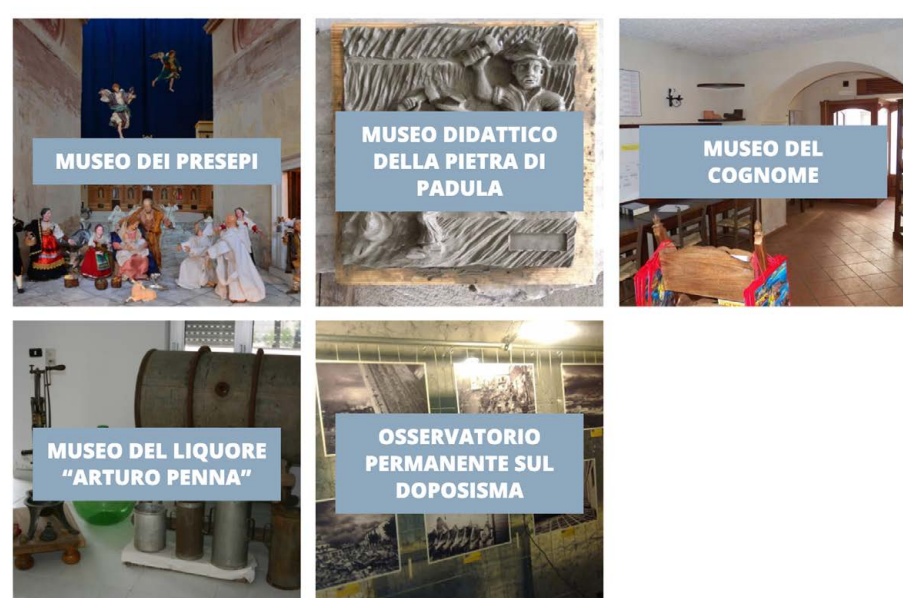 MUSEO DEI PRESEPI
MUSEO DIDATTICO
DELLA PIETRA DI
PADULA
MUSEO DEL
COGNOME
MUSEO DEL LIQUORE
“ARTURO PENNA”
OSSERVATORIO
PERMANENTE SUL
DOPOSISMA